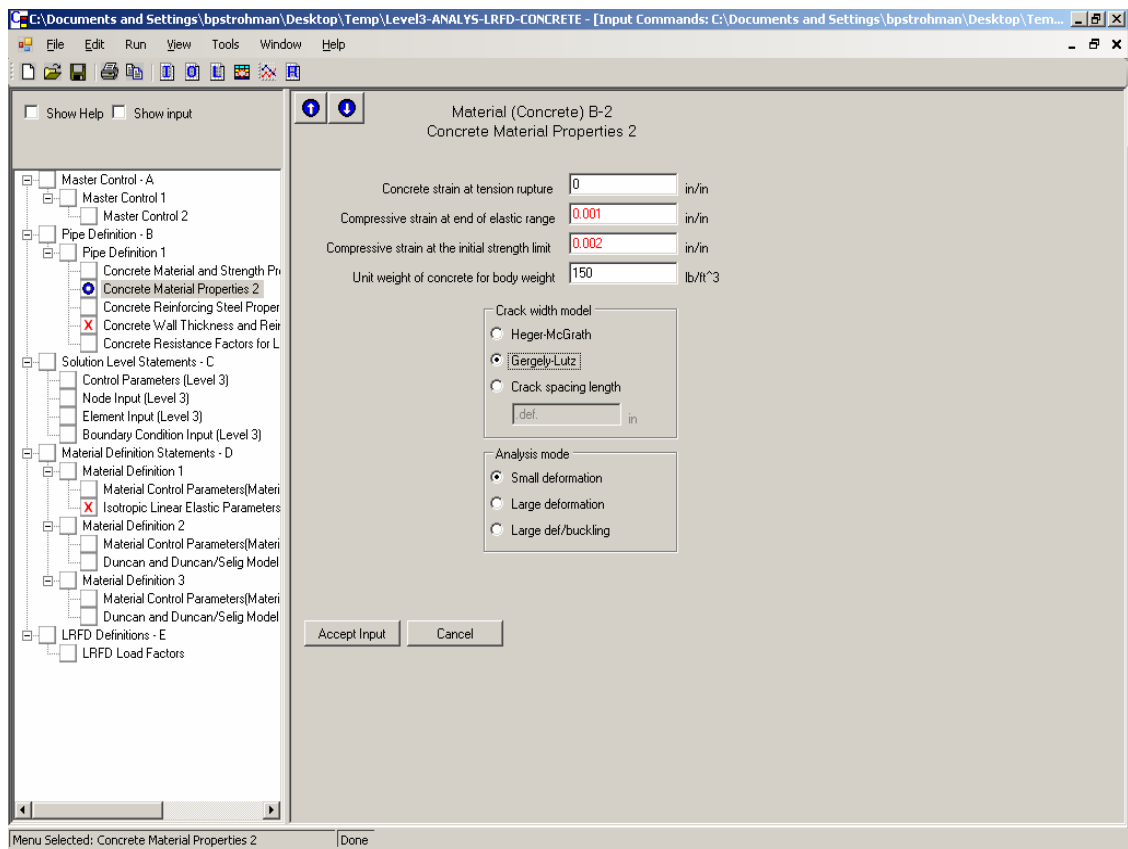 C:\Documents and Settings\bpstrohman\Desktop\Temp\Level3-ANALYS-LRFD-CONCRETE - [Input Commands: C:\Documents and Settings\bpstrohman\Desktop\Tem...
File Edit Run View Tools Window Help
Show Help Show input
Master Control - A
Master Control 1
Master Control 2
Pipe Definition - B
Pipe Definition 1
Concrete Material and Strength Pr
Concrete Material Properties 2
Concrete Reinforcing Steel Proper
X Concrete Wall Thickness and Reir
Concrete Resistance Factors for L
Solution Level Statements - C
Control Parameters (Level 3)
Node Input (Level 3)
Element Input (Level 3)
Boundary Condition Input (Level 3)
Material Definition Statements - D
Material Definition 1
Material Control Parameters(Materi
X Isotropic Linear Elastic Parameters
Material Definition 2
Material Control Parameters(Materi
Duncan and Duncan/Selig Model
Material Definition 3
Material Control Parameters(Materi
Duncan and Duncan/Selig Model
LRFD Definitions - E
LRFD Load Factors
Material (Concrete) B-2
Concrete Material Properties 2
Concrete strain at tension rupture 0 in/in
Compressive strain at end of elastic range 0.001 in/in
Compressive strain at the initial strength limit 0.002 in/in
Unit weight of concrete for body weight 150 lb/ft^3
Crack width model
Heger-McGrath
Gergely-Lutz
Crack spacing length
.def. in
Analysis mode
Small deformation
Large deformation
Large def/buckling
Accept Input Cancel
Menu Selected: Concrete Material Properties 2 Done